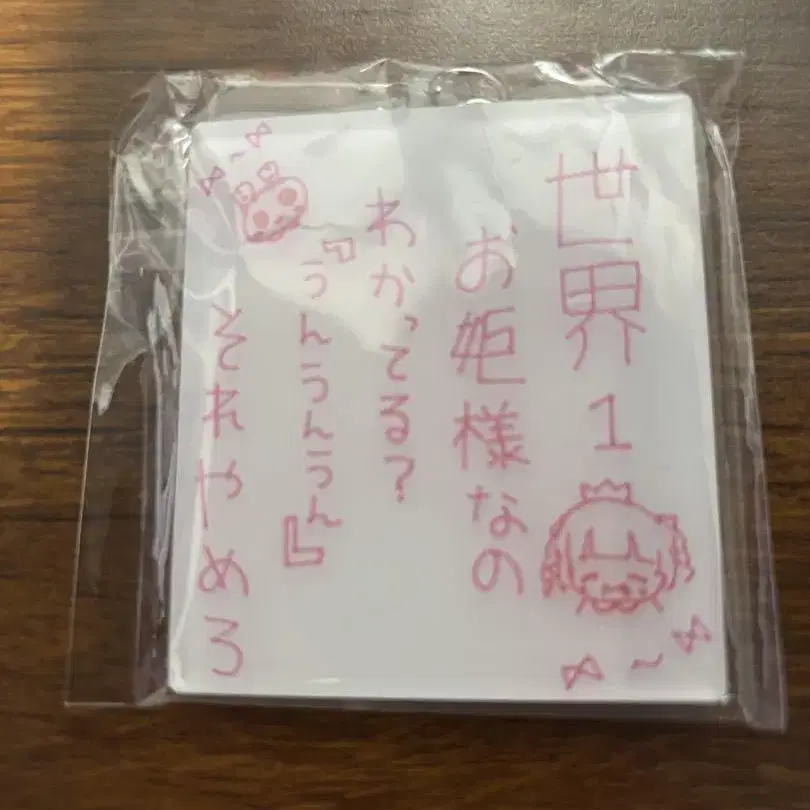 世界1
お姫様なの
わかってる?
『うんうんうん』
それやめろ